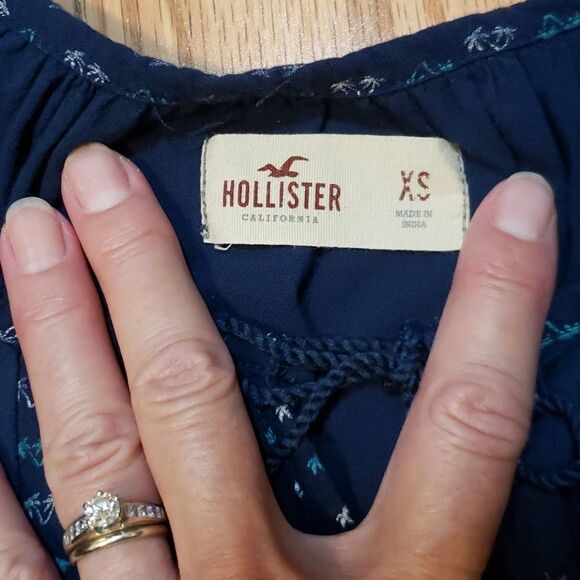 HOLLISTER
CALIFORNIA
XS
MADE IN
INDIA